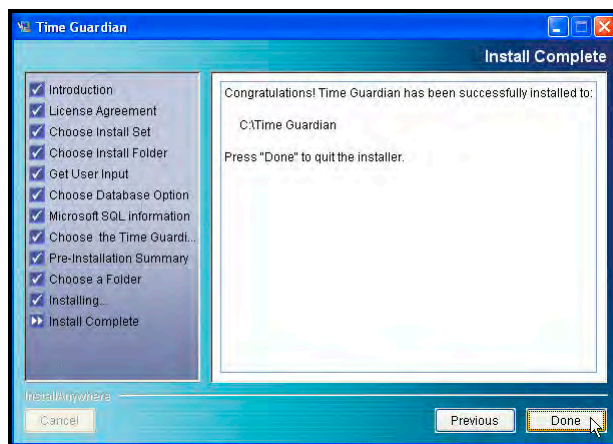 Time Guardian
Install Complete
Introduction
License Agreement
Choose Install Set
Choose Install Folder
Get User Input
Choose Database Option
Microsoft SQL information
Choose the Time Guardi...
Pre-Installation Summary
Choose a Folder
Installing...
Install Complete
Congratulations! Time Guardian has been successfully installed to:
C:\Time Guardian
Press "Done" to quit the installer.
InstallAnywhere
Cancel
Previous
Done